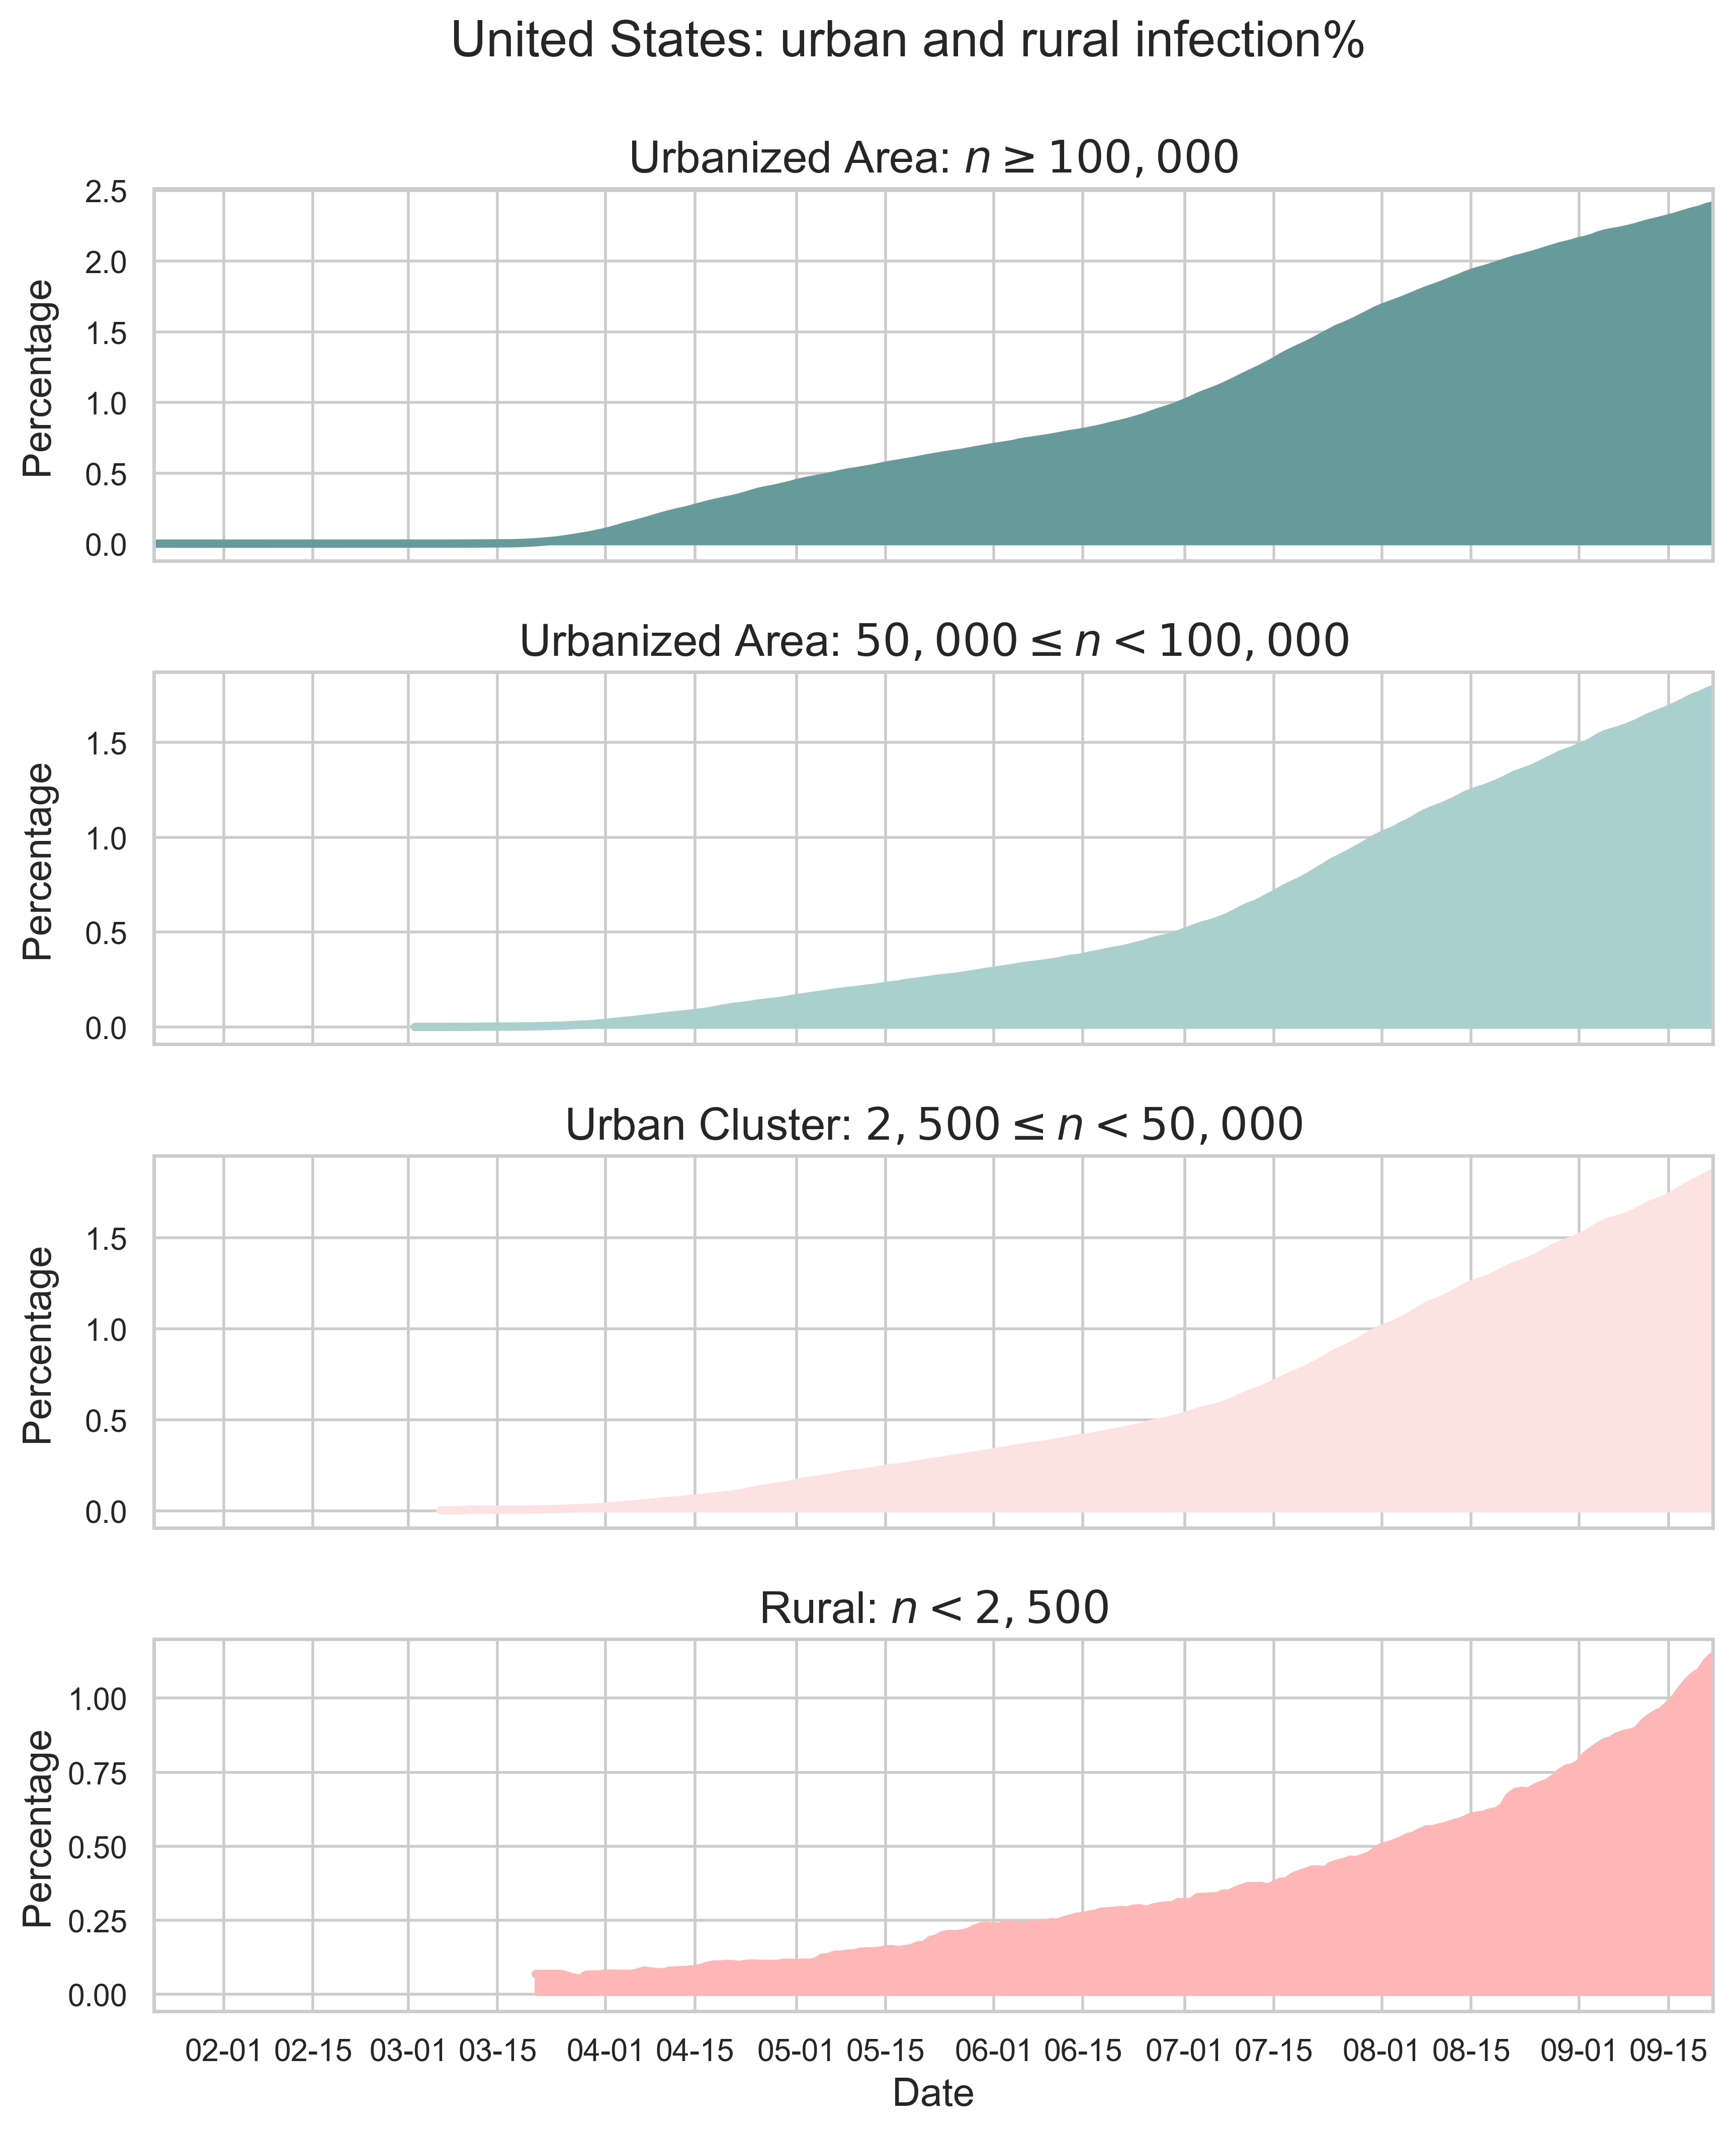 United States: urban and rural infection%
Urbanized Area: n ≥ 100,000
2.5
2.0
1.5
1.0
0.5
0.0
Percentage
Urbanized Area: 50,000 ≤ n < 100,000
1.5
1.0
0.5
0.0
Percentage
Urban Cluster: 2,500 ≤ n < 50,000
1.5
1.0
0.5
0.0
Percentage
Rural: n < 2,500
1.00
0.75
0.50
0.25
0.00
Percentage
02-01 02-15 03-01 03-15 04-01 04-15 05-01 05-15 06-01 06-15 07-01 07-15 08-01 08-15 09-01 09-15
Date